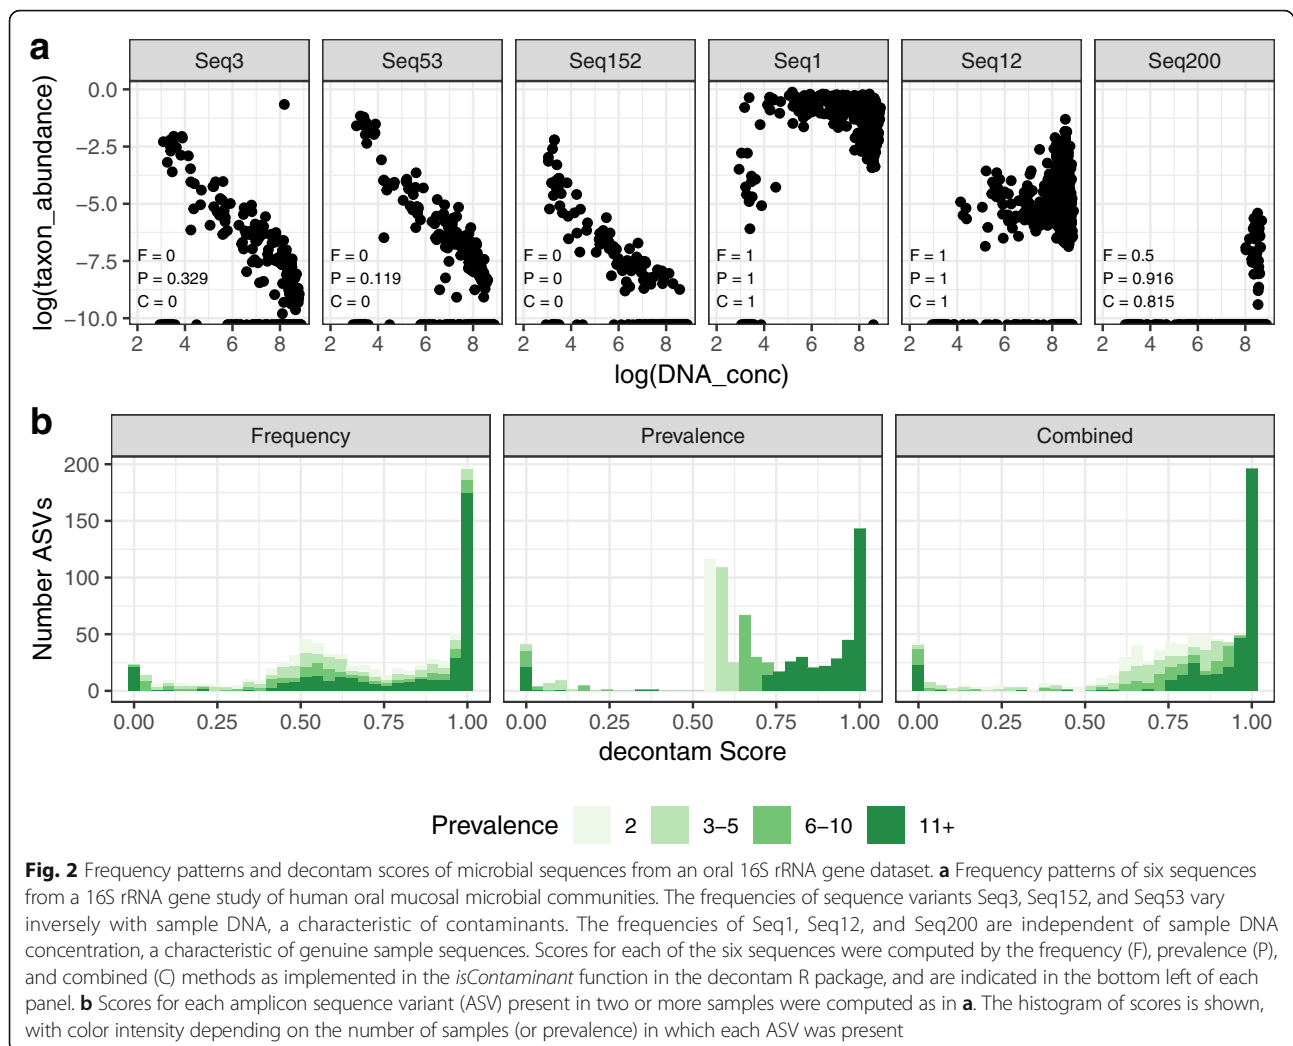 a
Seq3 Seq53 Seq152 Seq1 Seq12 Seq200
log(taxon_abundance)
0.0
−2.5
−5.0
−7.5
−10.0
F = 0
P = 0.329
C = 0
F = 0
P = 0.119
C = 0
F = 0
P = 0
C = 0
F = 1
P = 1
C = 1
F = 1
P = 1
C = 1
F = 0.5
P = 0.916
C = 0.815
2 4 6 8 2 4 6 8 2 4 6 8 2 4 6 8 2 4 6 8 2 4 6 8
log(DNA_conc)
b
Frequency Prevalence Combined
Number ASVs
200
150
100
50
0
0.00 0.25 0.50 0.75 1.00 0.00 0.25 0.50 0.75 1.00 0.00 0.25 0.50 0.75 1.00
decontam Score
Prevalence 2 3−5 6−10 11+
Fig. 2 Frequency patterns and decontam scores of microbial sequences from an oral 16S rRNA gene dataset. a Frequency patterns of six sequences
from a 16S rRNA gene study of human oral mucosal microbial communities. The frequencies of sequence variants Seq3, Seq152, and Seq53 vary
inversely with sample DNA, a characteristic of contaminants. The frequencies of Seq1, Seq12, and Seq200 are independent of sample DNA
concentration, a characteristic of genuine sample sequences. Scores for each of the six sequences were computed by the frequency (F), prevalence (P),
and combined (C) methods as implemented in the isContaminant function in the decontam R package, and are indicated in the bottom left of each
panel. b Scores for each amplicon sequence variant (ASV) present in two or more samples were computed as in a. The histogram of scores is shown,
with color intensity depending on the number of samples (or prevalence) in which each ASV was present